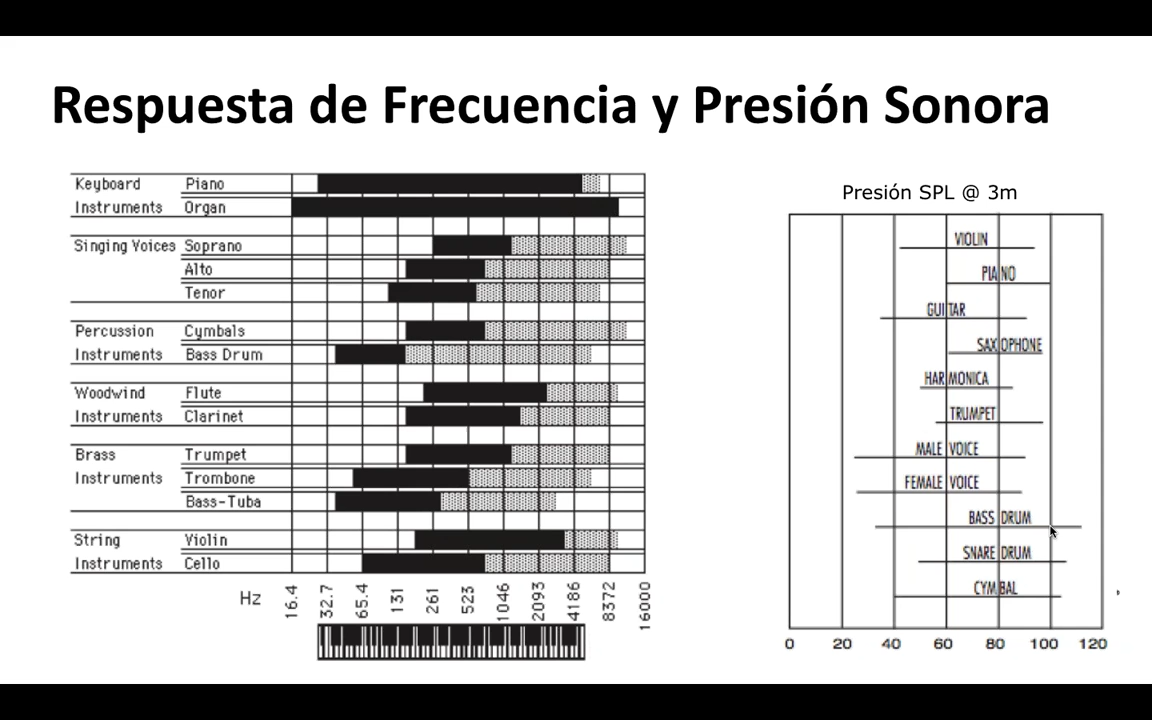 Respuesta de Frecuencia y Presión Sonora
Keyboard Piano
Instruments Organ
Singing Voices Soprano
Alto
Tenor
Percussion Cymbals
Instruments Bass Drum
Woodwind Flute
Instruments Clarinet
Brass Trumpet
Instruments Trombone
Bass-Tuba
String Violin
Instruments Cello
Hz 16.4 32.7 65.4 131 261 523 1046 2093 4186 8372 16000
Presión SPL @ 3m
VIOLIN
PIANO
GUITAR
SAXOPHONE
HARMONICA
TRUMPET
MALE VOICE
FEMALE VOICE
BASS DRUM
SNARE DRUM
CYMBAL
0 20 40 60 80 100 120